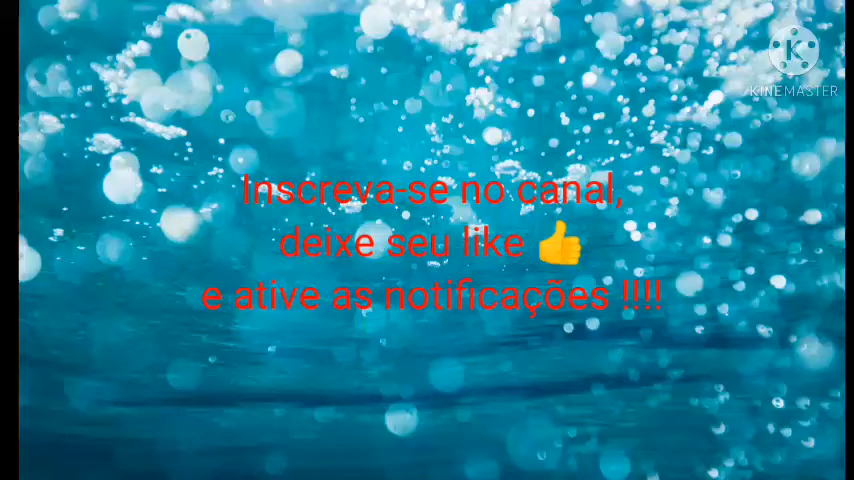 KINEMASTER
Inscreva-se no canal,
deixe seu like 👍
e ative as notificações !!!!